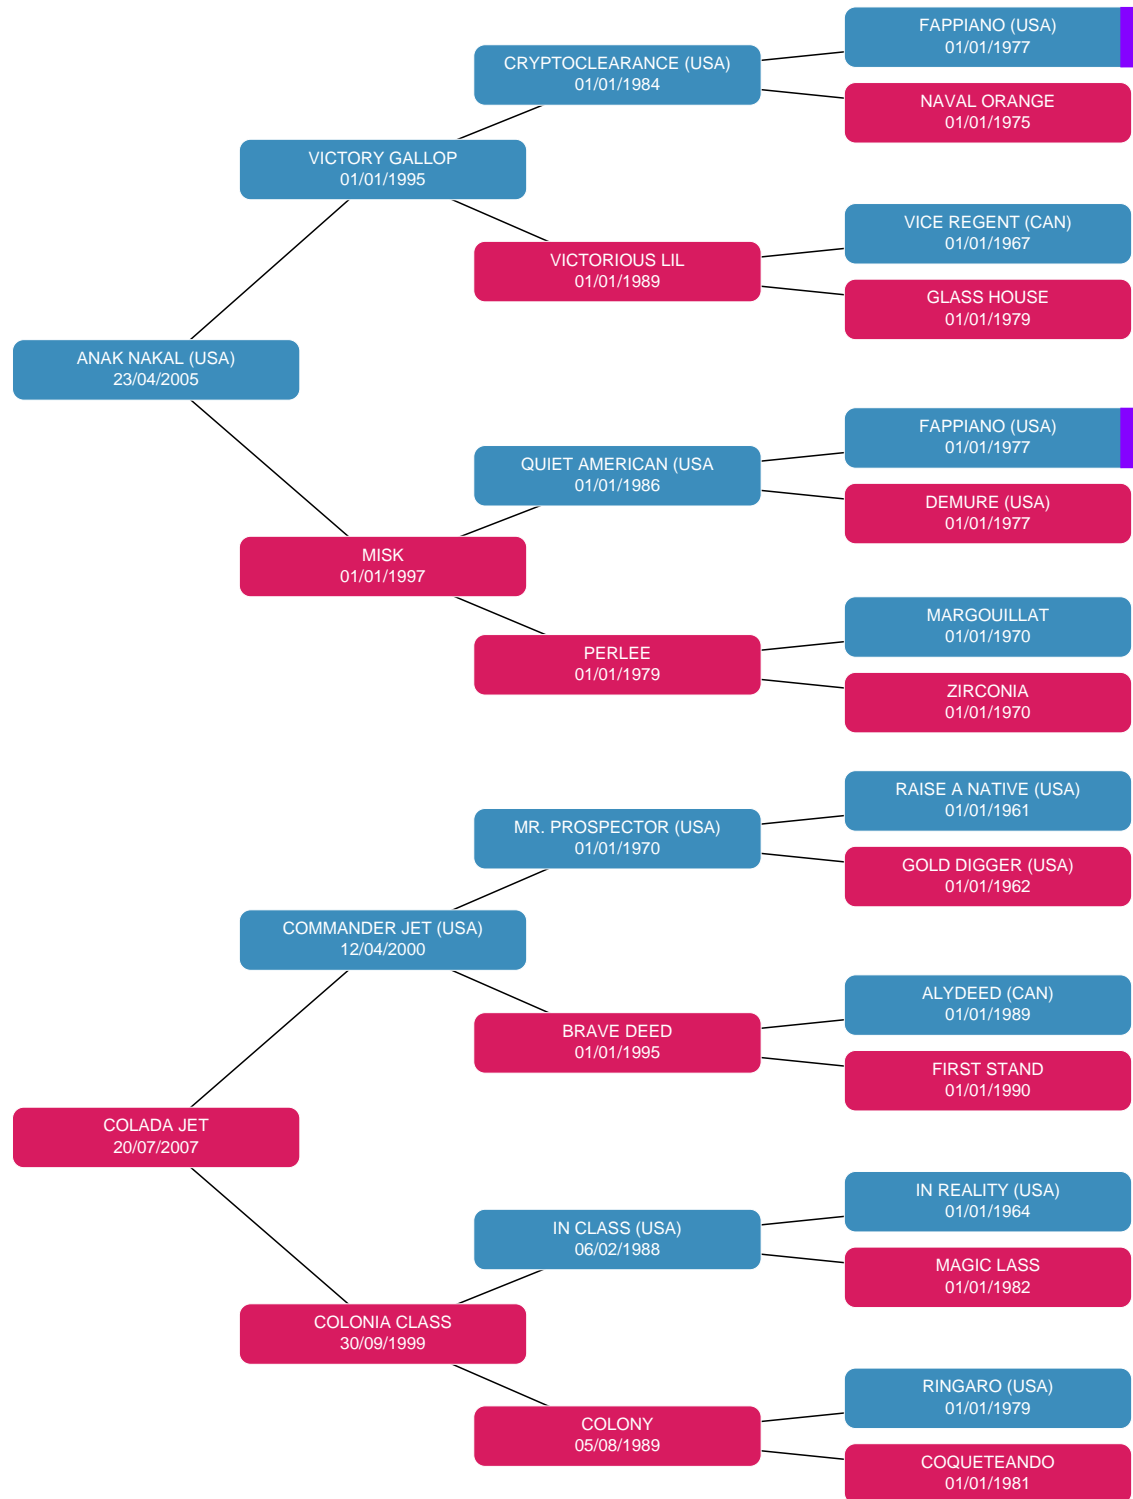 FAPPIANO (USA)
01/01/1977
CRYPTOCLEARANCE (USA)
01/01/1984
NAVAL ORANGE
01/01/1975
VICTORY GALLOP
01/01/1995
VICE REGENT (CAN)
01/01/1967
VICTORIOUS LIL
01/01/1989
GLASS HOUSE
01/01/1979
ANAK NAKAL (USA)
23/04/2005
FAPPIANO (USA)
01/01/1977
QUIET AMERICAN (USA
01/01/1986
DEMURE (USA)
01/01/1977
MISK
01/01/1997
MARGOUILLAT
01/01/1970
PERLEE
01/01/1979
ZIRCONIA
01/01/1970
RAISE A NATIVE (USA)
01/01/1961
MR. PROSPECTOR (USA)
01/01/1970
GOLD DIGGER (USA)
01/01/1962
COMMANDER JET (USA)
12/04/2000
ALYDEED (CAN)
01/01/1989
BRAVE DEED
01/01/1995
FIRST STAND
01/01/1990
COLADA JET
20/07/2007
IN REALITY (USA)
01/01/1964
IN CLASS (USA)
06/02/1988
MAGIC LASS
01/01/1982
COLONIA CLASS
30/09/1999
RINGARO (USA)
01/01/1979
COLONY
05/08/1989
COQUETEANDO
01/01/1981